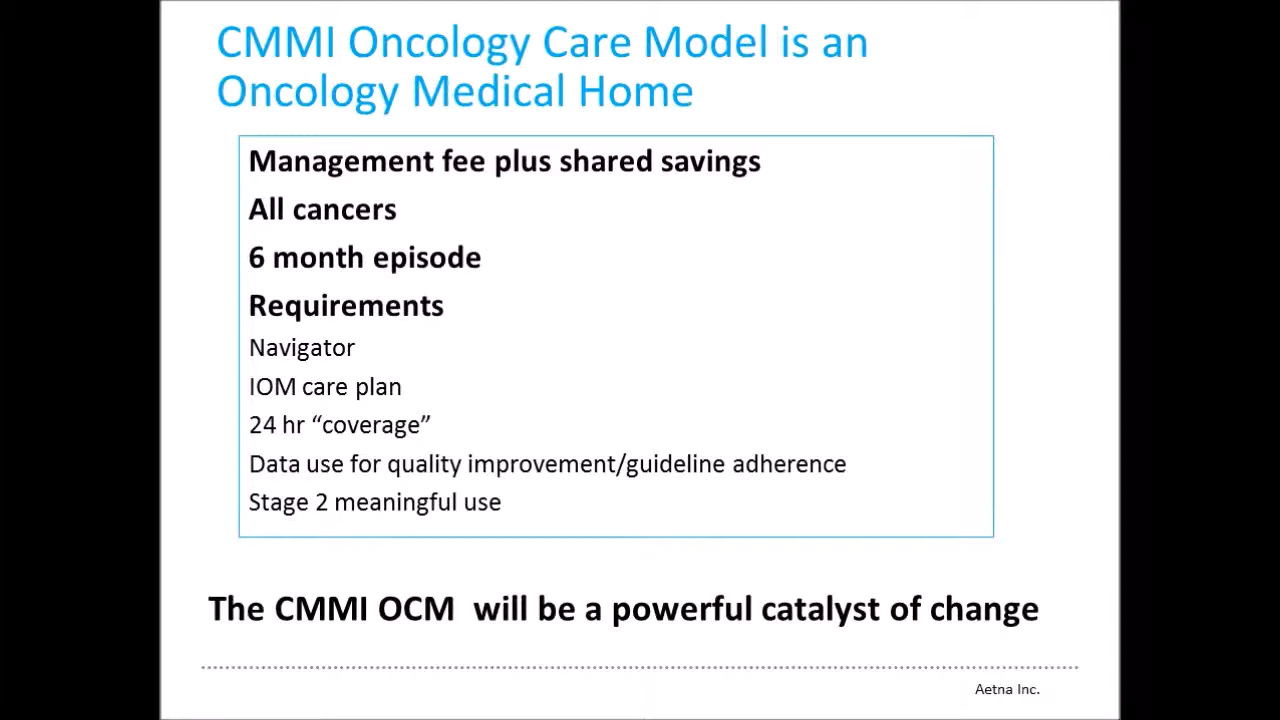 CMMI Oncology Care Model is an
Oncology Medical Home
Management fee plus shared savings
All cancers
6 month episode
Requirements
Navigator
IOM care plan
24 hr “coverage”
Data use for quality improvement/guideline adherence
Stage 2 meaningful use
The CMMI OCM  will be a powerful catalyst of change
Aetna Inc.